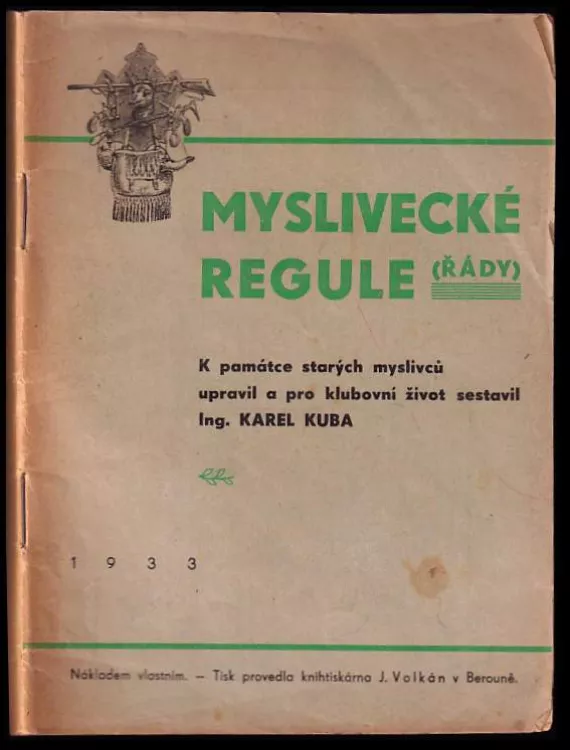 MYSLIVECKÉ
REGULE (ŘÁDY)
K památce starých myslivců
upravil a pro klubovní život sestavil
Ing. KAREL KUBA
1 9 3 3
Nákladem vlastním. — Tisk provedla knihtiskárna J. Volkán v Berouně.